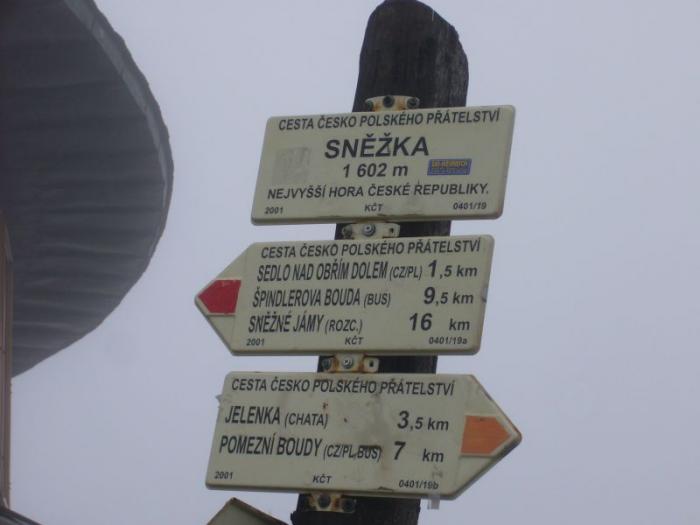 CESTA ČESKO POLSKÉHO PŘÁTELSTVÍ
SNĚŽKA
1 602 m
NEJVYŠŠÍ HORA ČESKÉ REPUBLIKY.
2001 KČT 0401/19
CESTA ČESKO POLSKÉHO PŘÁTELSTVÍ
SEDLO NAD OBŘÍM DOLEM (CZ/PL) 1,5 km
ŠPINDLEROVA BOUDA (BUS) 9,5 km
SNĚŽNÉ JÁMY (ROZC.) 16 km
2001 KČT 0401/19a
CESTA ČESKO POLSKÉHO PŘÁTELSTVÍ
JELENKA (CHATA) 3,5 km
POMEZNÍ BOUDY (CZ/PL,BUS) 7 km
2001 KČT 0401/19b